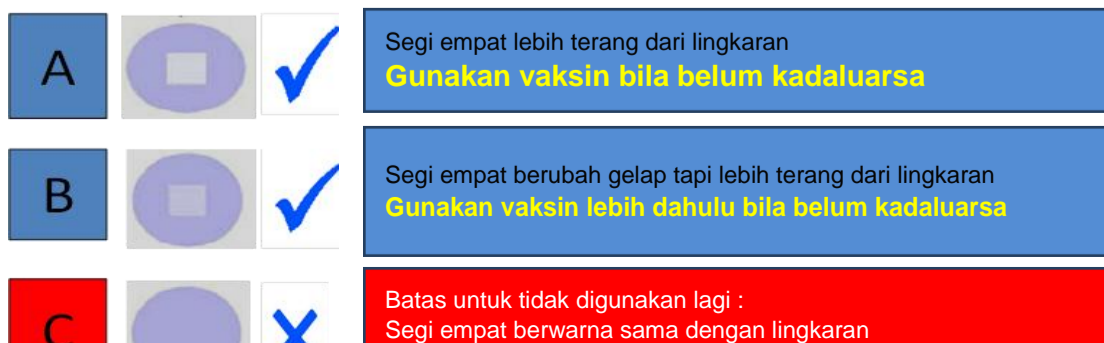 A
Segi empat lebih terang dari lingkaran
Gunakan vaksin bila belum kadaluarsa
B
Segi empat berubah gelap tapi lebih terang dari lingkaran
Gunakan vaksin lebih dahulu bila belum kadaluarsa
C
Batas untuk tidak digunakan lagi :
Segi empat berwarna sama dengan lingkaran